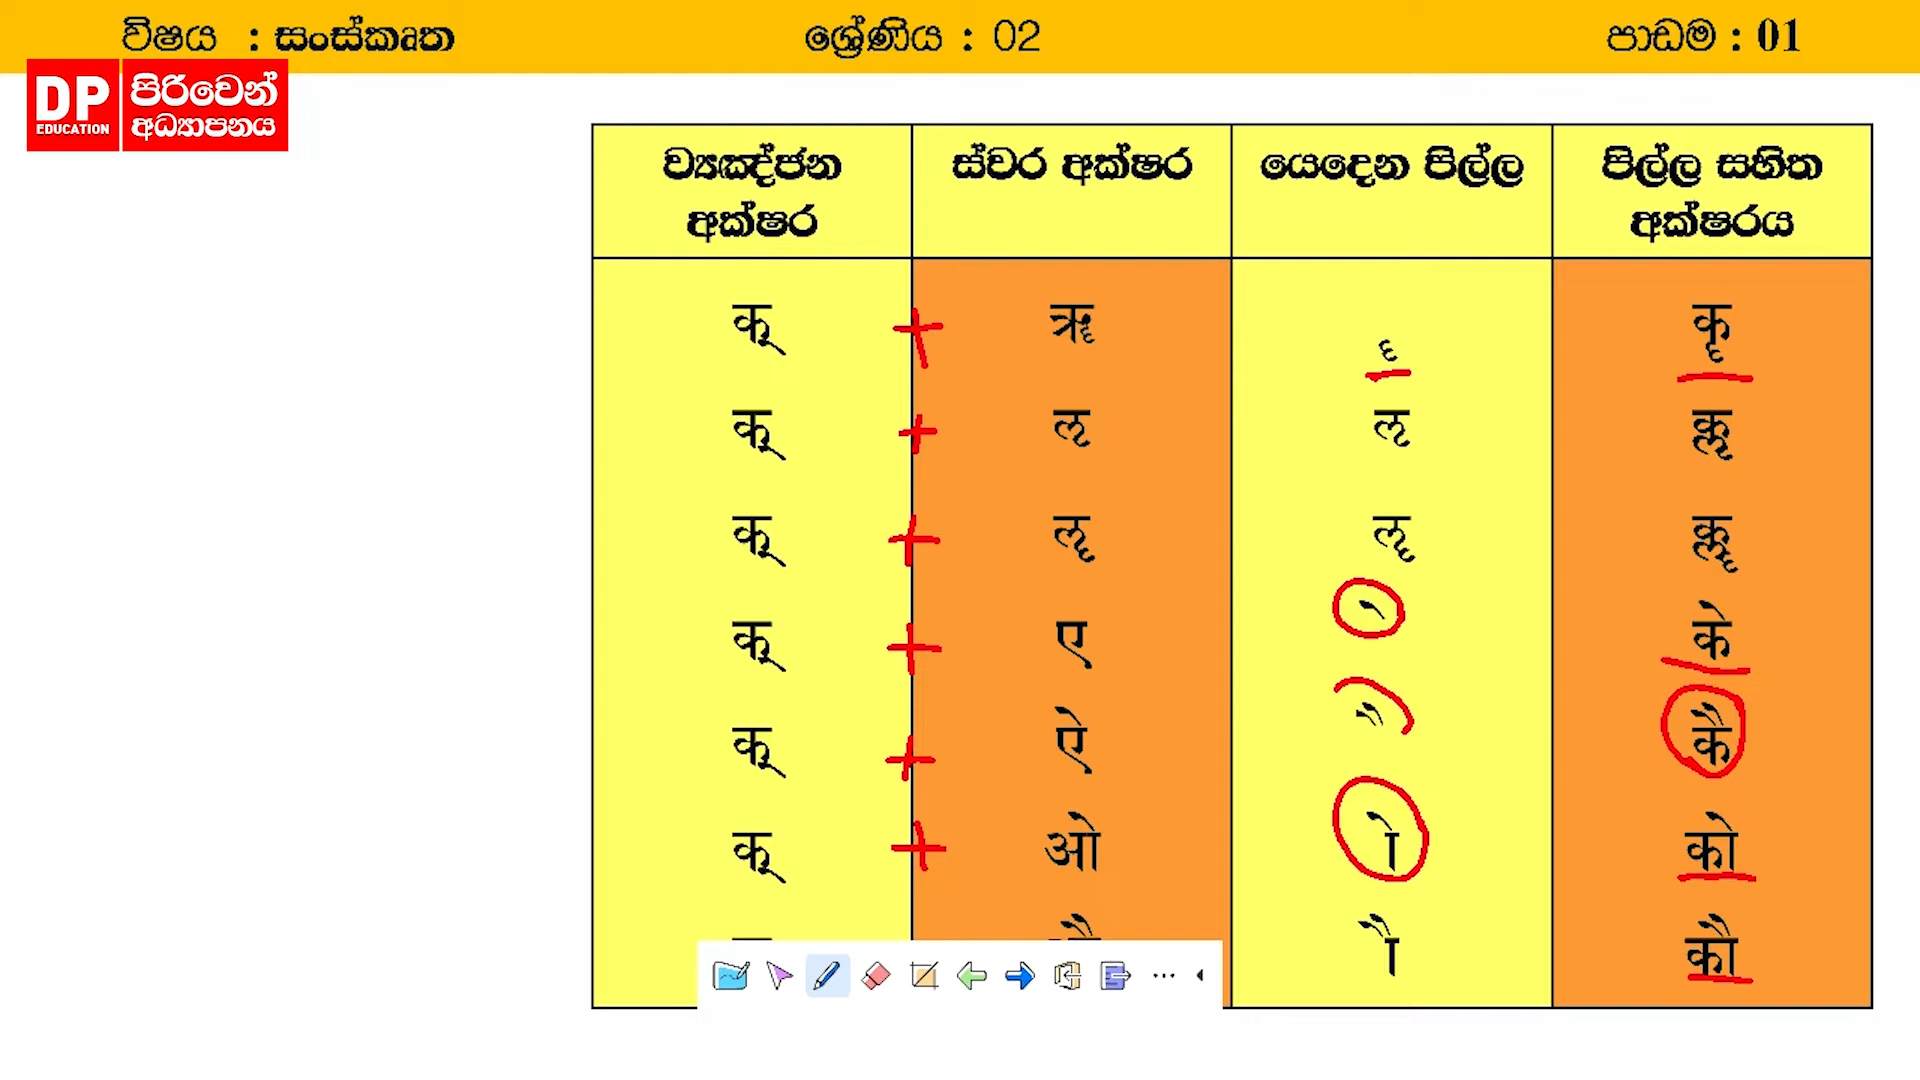 විෂය : සංස්කෘත ශ්‍රේණිය : 02 පාඩම : 01
DP EDUCATION පිරිවෙන් අධ්‍යාපනය
ව්‍යඤ්ජන අක්ෂර ස්වර අක්ෂර යෙදෙන පිල්ල පිල්ල සහිත අක්ෂරය
क् + ॠ ॄ कॄ
क् + ऌ ऌ कॢ
क् + ॡ ॡ कॣ
क् + ए े के
क् + ऐ ै कै
क् + ओ ो को
ौ कौ